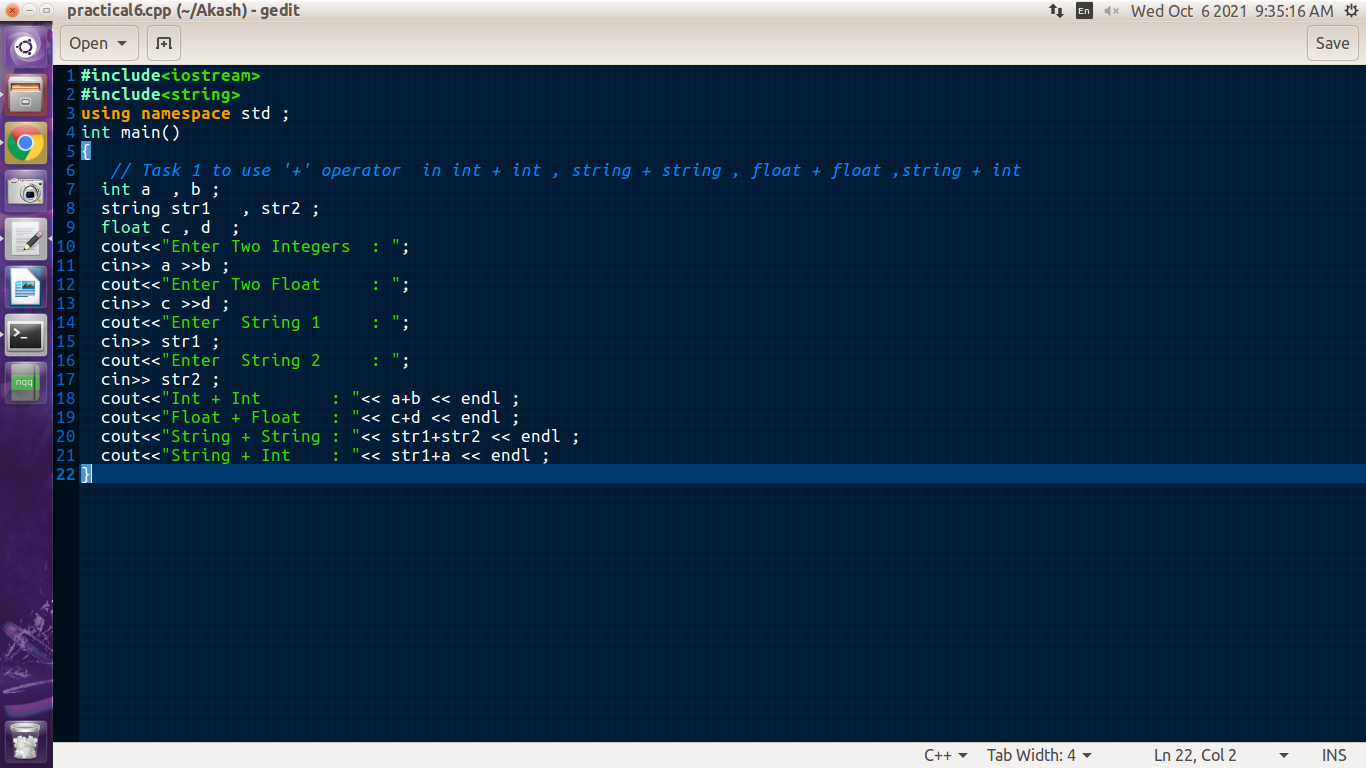 practical6.cpp (~/Akash) - gedit
En
Wed Oct 6 2021 9:35:16 AM
Open
Save
1 #include<iostream>
2 #include<string>
3 using namespace std ;
4 int main()
5 {
6    // Task 1 to use '+' operator  in int + int , string + string , float + float ,string + int
7   int a  , b ;
8   string str1   , str2 ;
9   float c , d  ;
10   cout<<"Enter Two Integers  : ";
11   cin>> a >>b ;
12   cout<<"Enter Two Float     : ";
13   cin>> c >>d ;
14   cout<<"Enter  String 1     : ";
15   cin>> str1 ;
16   cout<<"Enter  String 2     : ";
17   cin>> str2 ;
18   cout<<"Int + Int       : "<< a+b << endl ;
19   cout<<"Float + Float   : "<< c+d << endl ;
20   cout<<"String + String : "<< str1+str2 << endl ;
21   cout<<"String + Int    : "<< str1+a << endl ;
22 }
>_
nqq
C++
Tab Width: 4
Ln 22, Col 2
INS